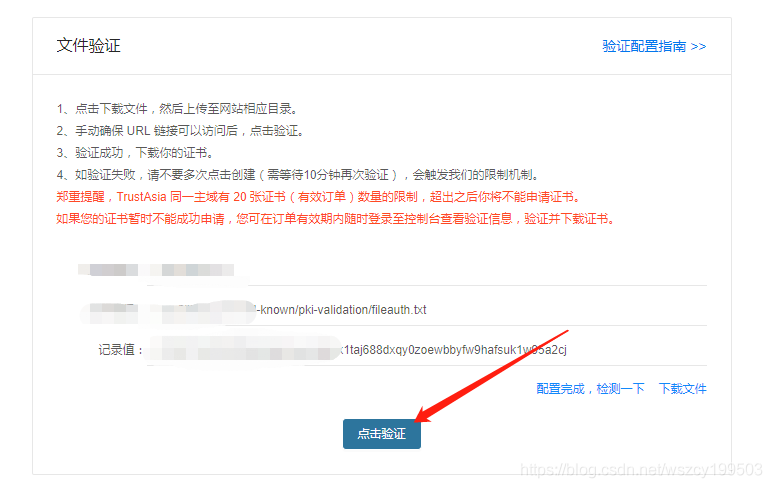 文件验证
验证配置指南 >>
1、点击下载文件，然后上传至网站相应目录。
2、手动确保 URL 链接可以访问后，点击验证。
3、验证成功，下载你的证书。
4、如验证失败，请不要多次点击创建（需等待10分钟再次验证），会触发我们的限制机制。
郑重提醒，TrustAsia 同一主域有 20 张证书（有效订单）数量的限制，超出之后你将不能申请证书。
如果您的证书暂时不能成功申请，您可在订单有效期内随时登录至控制台查看验证信息，验证并下载证书。
-known/pki-validation/fileauth.txt
记录值：
1taj688dxqy0zoewbbyfw9hafsuk1w95a2cj
配置完成，检测一下 下载文件
点击验证
https://blog.csdn.net/wszcy199503